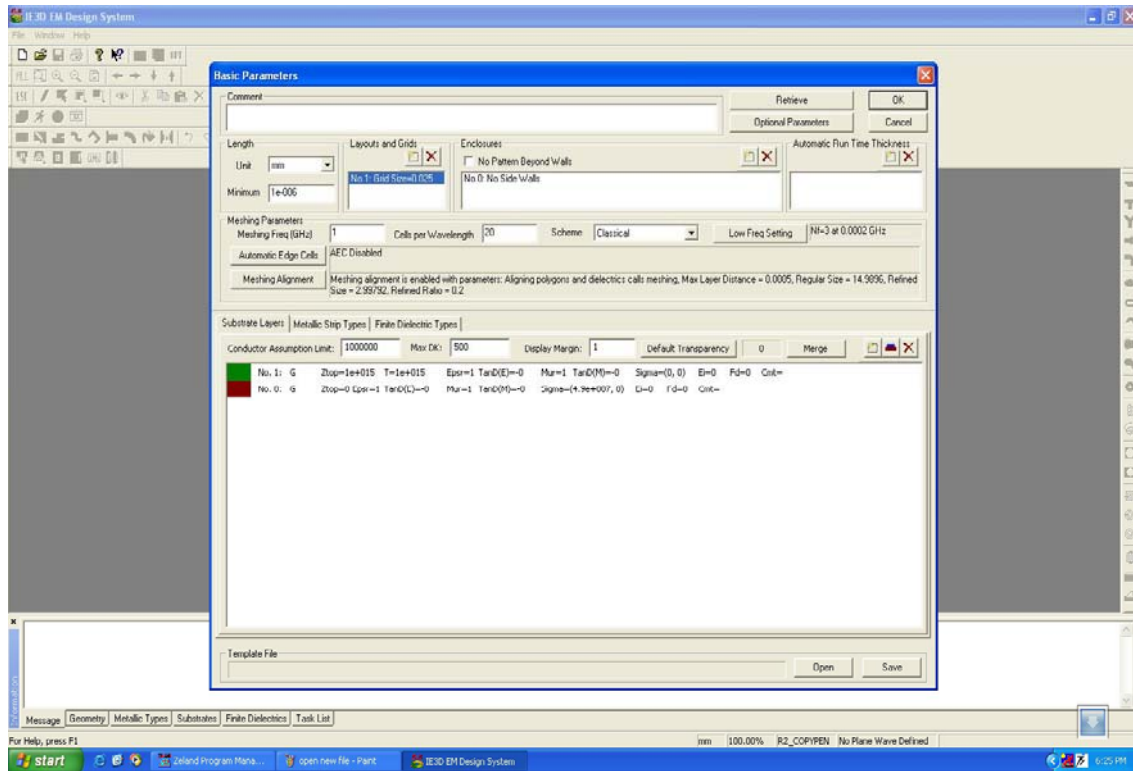 IE3D EM Design System
File Window Help
Basic Parameters
Comment
Retrieve OK
Optional Parameters Cancel
Length Layouts and Grids Enclosures Automatic Run Time Thickness
Unit mm No Pattern Beyond Walls
No.1: Grid Size=0.025 No.0: No Side Walls
Minimum 1e-006
Meshing Parameters
Meshing Freq (GHz) 1 Cells per Wavelength 20 Scheme Classical Low Freq Setting Nf=3 at 0.0002 GHz
Automatic Edge Cells AEC Disabled
Meshing Alignment Meshing alignment is enabled with parameters: Aligning polygons and dielectrics calls meshing, Max Layer Distance = 0.0005, Regular Size = 14.9896, Refined
Size = 2.99792, Refined Ratio = 0.2
Substrate Layers Metallic Strip Types Finite Dielectric Types
Conductor Assumption Limit: 1000000 Max DK: 500 Display Margin: 1 Default Transparency 0 Merge
No. 1: G Ztop=1e+015 T=1e+015 Epsr=1 TanD(E)=-0 Mur=1 TanD(M)=-0 Sigma=(0, 0) Ei=0 Fd=0 Cmt=
No. 0: G Ztop=0 Epsr=1 TanD(E)=-0 Mur=1 TanD(M)=-0 Sigma=(4.9e+007, 0) Ei=0 Fd=0 Cmt=
Template File
Open Save
Information
Message Geometry Metallic Types Substrates Finite Dielectrics Task List
For Help, press F1 mm 100.00% R2_COPYPEN No Plane Wave Defined
start Zeland Program Mana... open new file - Paint IE3D EM Design System 6:25 PM